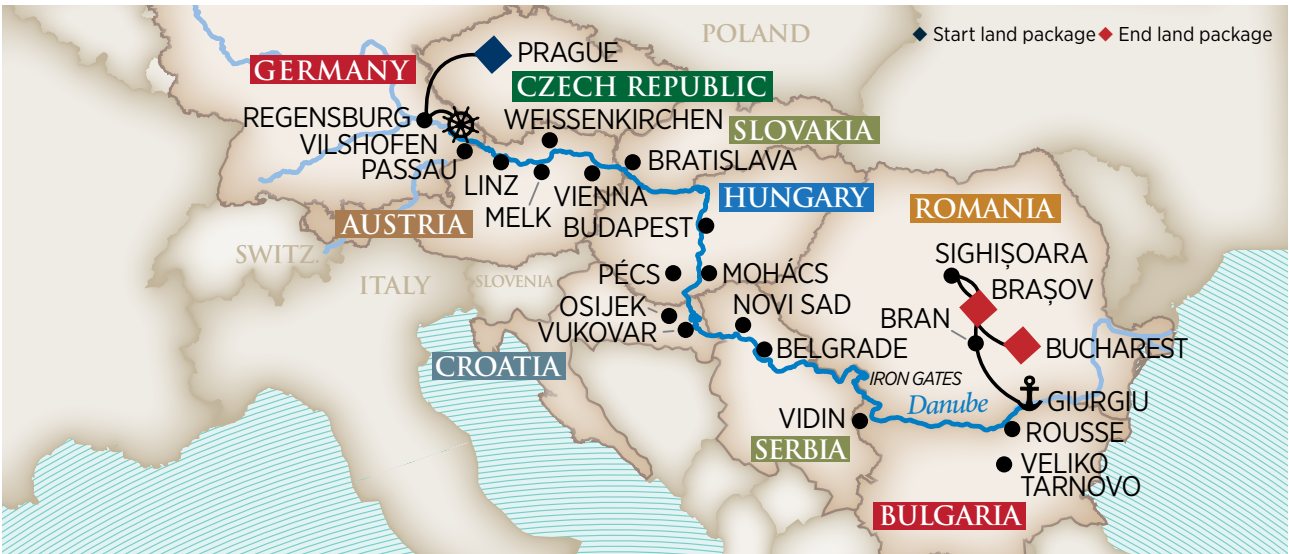 POLAND
Start land package
End land package
PRAGUE
GERMANY
CZECH REPUBLIC
REGENSBURG
WEISSENKIRCHEN
SLOVAKIA
VILSHOFEN
PASSAU
BRATISLAVA
LINZ
VIENNA
HUNGARY
MELK
AUSTRIA
BUDAPEST
ROMANIA
SWITZ.
ITALY
SLOVENIA
PÉCS
MOHÁCS
SIGHIȘOARA
BRAȘOV
OSIJEK
NOVI SAD
VUKOVAR
BRAN
BELGRADE
BUCHAREST
CROATIA
IRON GATES
Danube
GIURGIU
VIDIN
ROUSSE
SERBIA
VELIKO
TARNOVO
BULGARIA